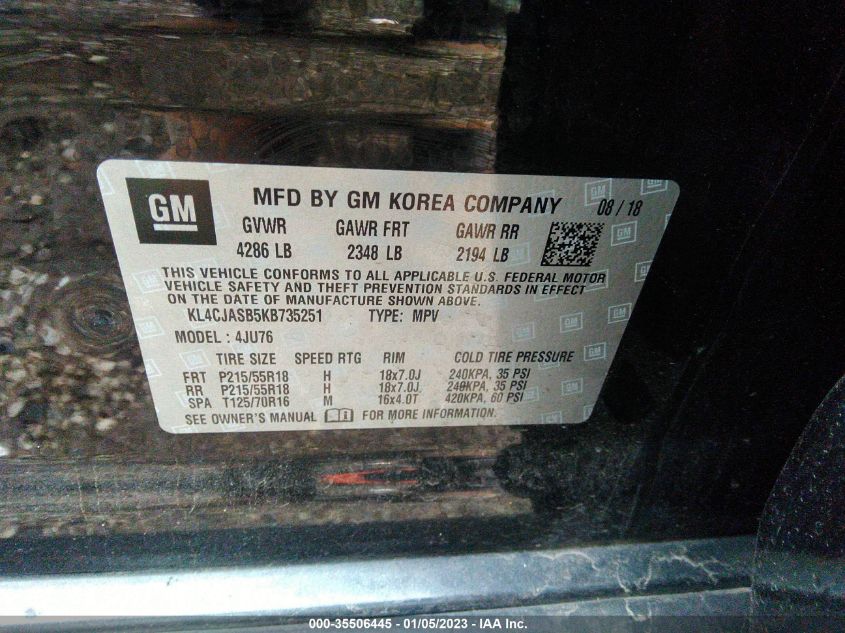 GM
MFD BY GM KOREA COMPANY 08/18
GVWR GAWR FRT GAWR RR
4286 LB 2348 LB 2194 LB
THIS VEHICLE CONFORMS TO ALL APPLICABLE U.S. FEDERAL MOTOR
VEHICLE SAFETY AND THEFT PREVENTION STANDARDS IN EFFECT
ON THE DATE OF MANUFACTURE SHOWN ABOVE.
KL4CJASB5KB735251 TYPE: MPV
MODEL: 4JU76
TIRE SIZE SPEED RTG RIM COLD TIRE PRESSURE
FRT P215/55R18 H 18x7.0J 240KPA, 35 PSI
RR P215/55R18 H 18x7.0J 240KPA, 35 PSI
SPA T125/70R16 M 16x4.0T 420KPA, 60 PSI
SEE OWNER'S MANUAL FOR MORE INFORMATION.
000-35506445 - 01/05/2023 - IAA Inc.